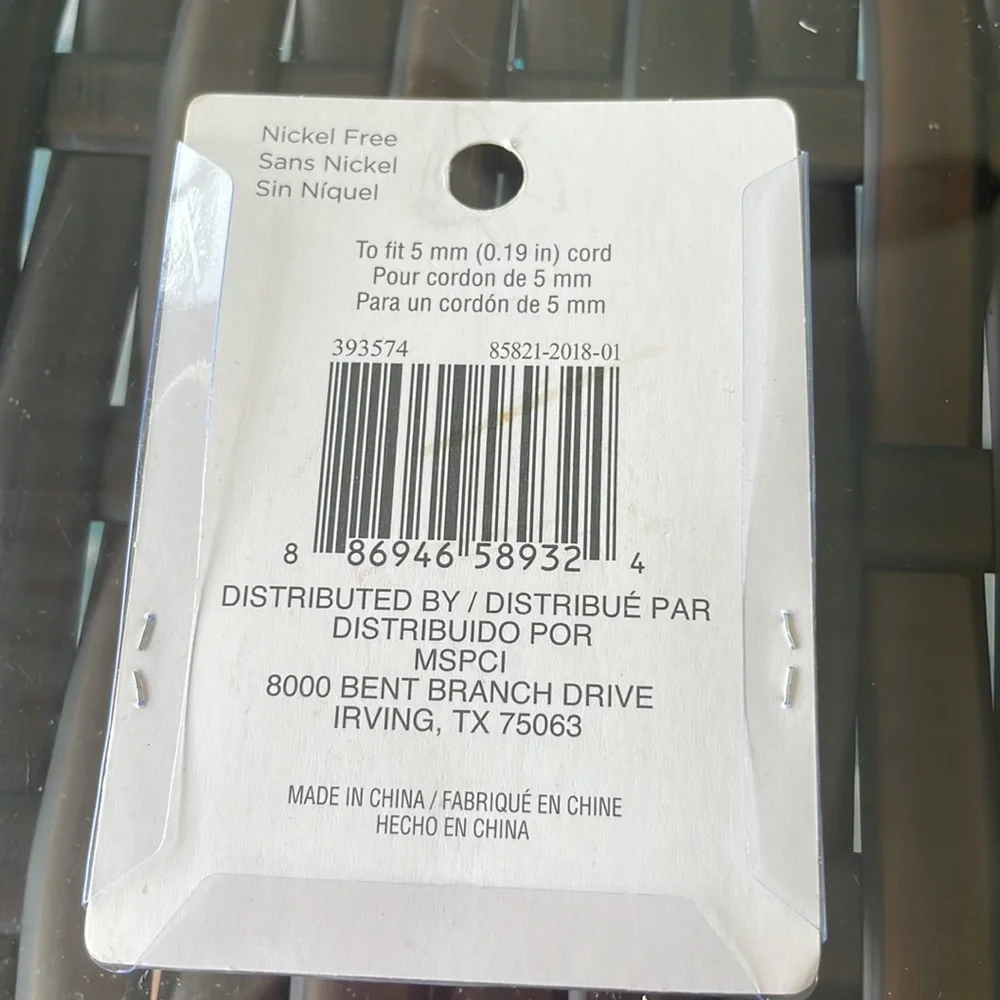 Nickel Free
Sans Nickel
Sin Níquel
To fit 5 mm (0.19 in) cord
Pour cordon de 5 mm
Para un cordón de 5 mm
393574 85821-2018-01
8 86946 58932 4
DISTRIBUTED BY / DISTRIBUÉ PAR
DISTRIBUIDO POR
MSPCI
8000 BENT BRANCH DRIVE
IRVING, TX 75063
MADE IN CHINA / FABRIQUÉ EN CHINE
HECHO EN CHINA